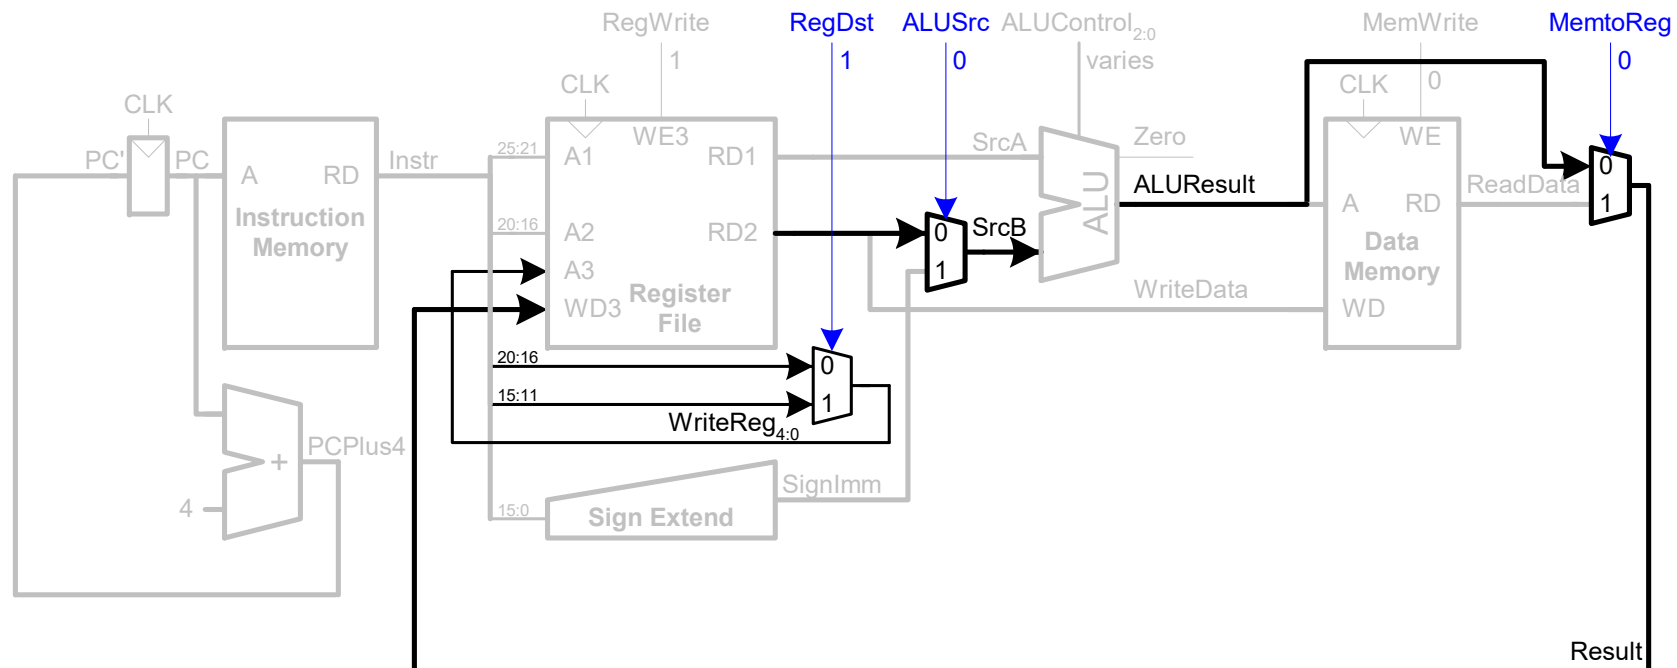 RegWrite
RegDst
ALUSrc
ALUControl2:0
MemWrite
MemtoReg
1
1
0
varies
0
0
CLK
CLK
CLK
PC'
PC
A
RD
Instr
Instruction
Memory
25:21
20:16
A1
A2
A3
WD3
WE3
RD1
RD2
Register
File
SrcA
0
1
SrcB
ALU
Zero
ALUResult
WriteData
WE
A
RD
Data
Memory
WD
ReadData
0
1
20:16
15:11
0
1
WriteReg4:0
PCPlus4
+
4
15:0
Sign Extend
SignImm
Result